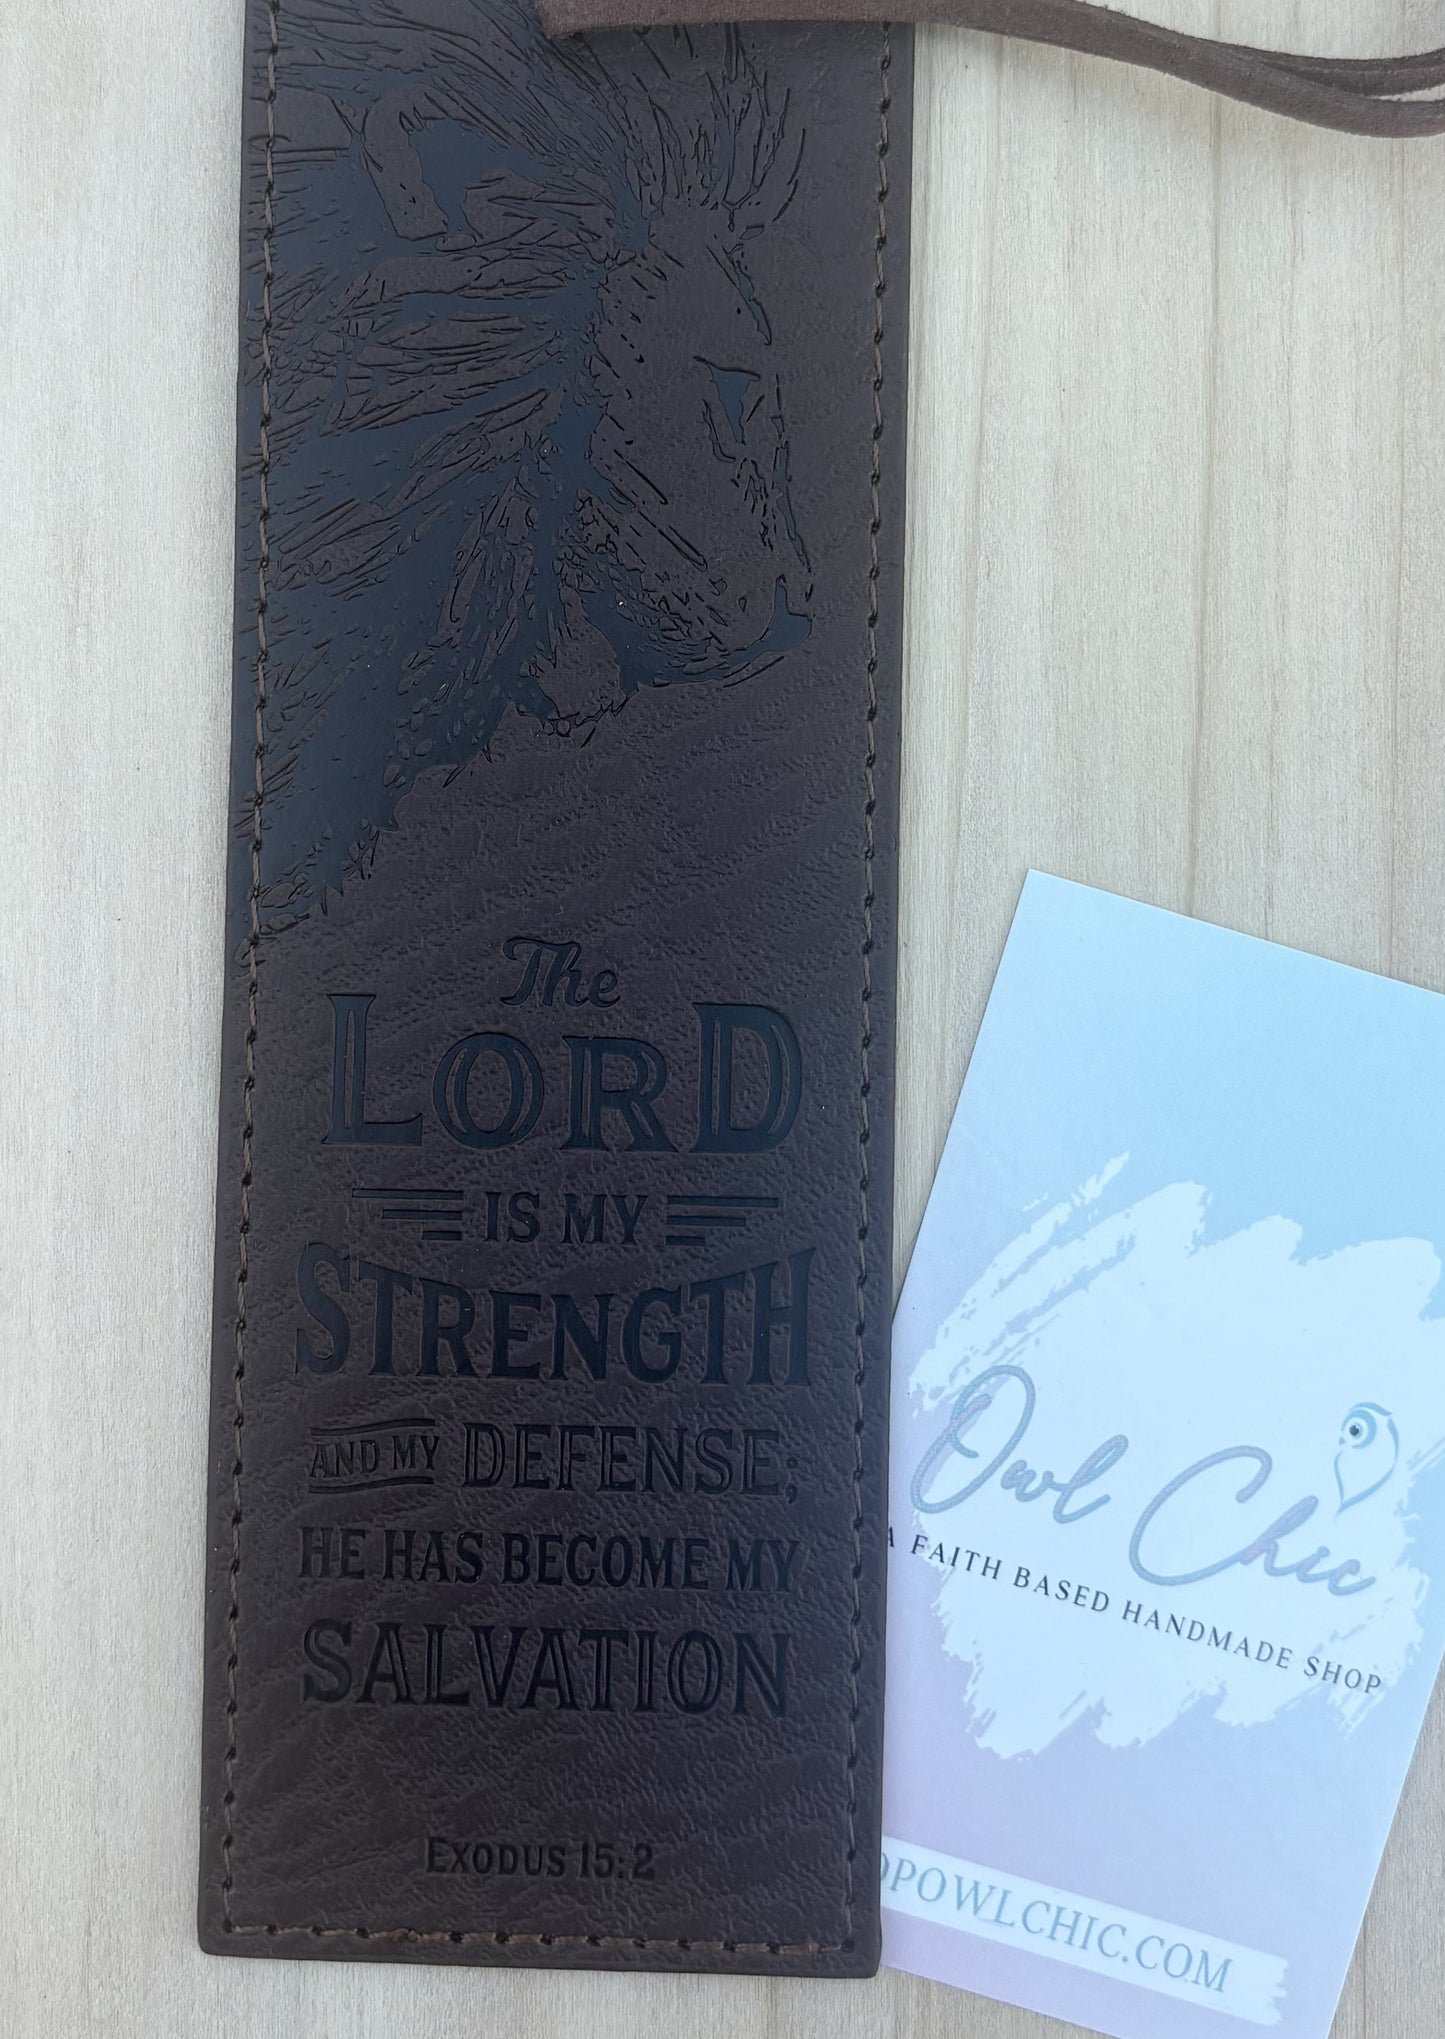 The
LORD
IS MY
STRENGTH
AND MY DEFENSE;
HE HAS BECOME MY
SALVATION
EXODUS 15:2
Owl Chic
A FAITH BASED HANDMADE SHOP
OPOWLCHIC.COM